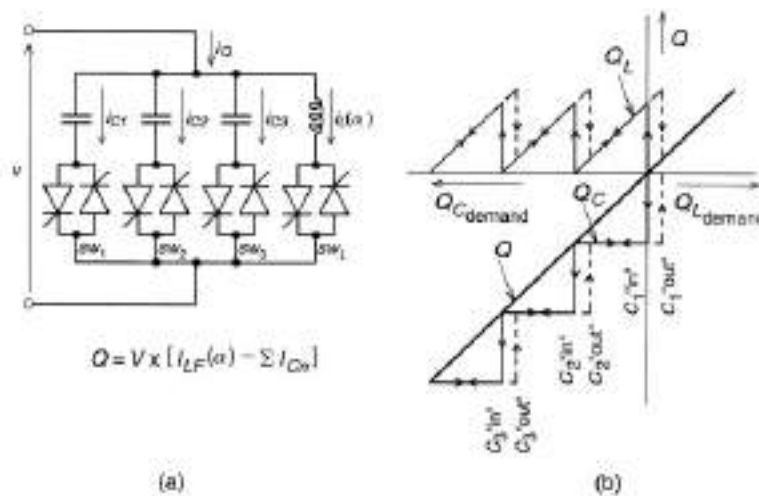 i_Q
i_C1
i_C2
i_C3
i_L(α)
v
sw_1
sw_2
sw_3
sw_L
Q = V x [ I_LF(α) − Σ I_Cn ]
(a)
Q
Q_L
Q_C demand
Q_C
Q_L demand
Q
C_1 "in"
C_1 "out"
C_2 "in"
C_2 "out"
C_3 "in"
C_3 "out"
(b)